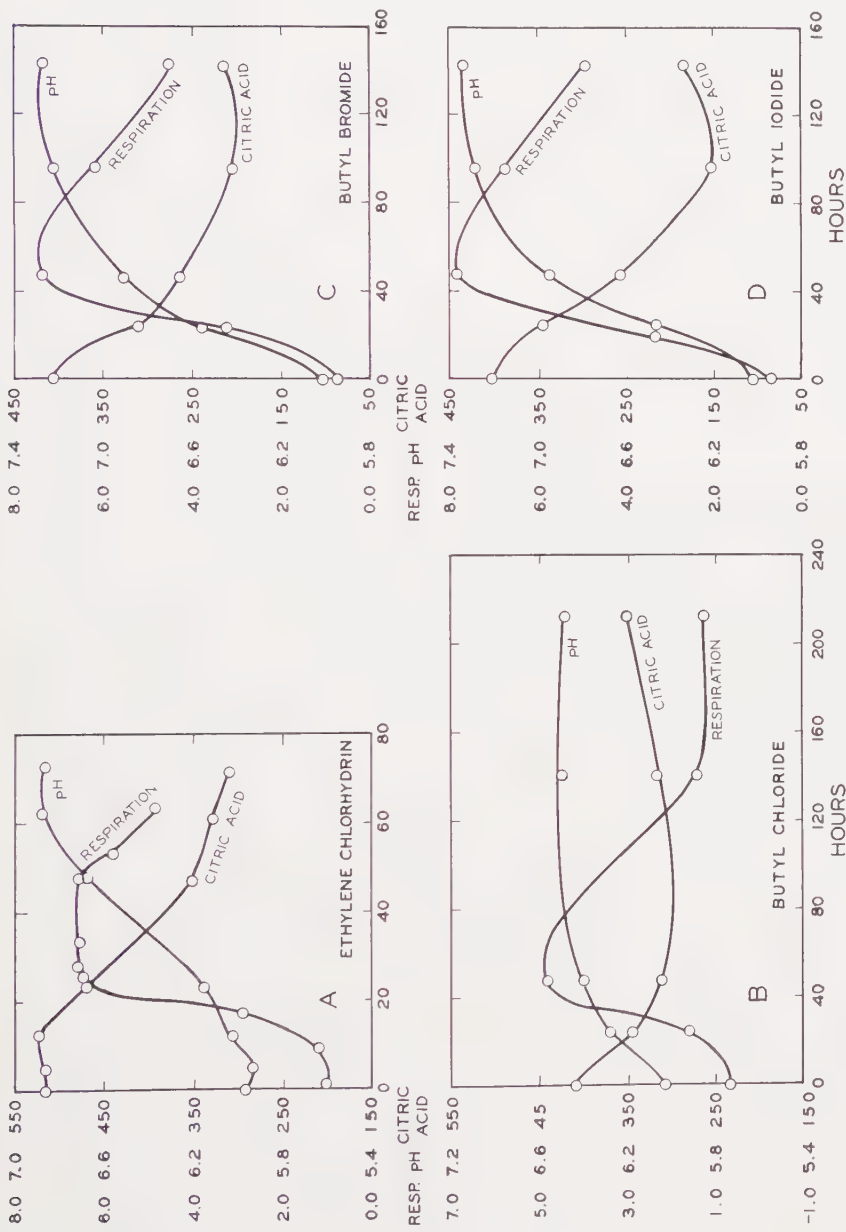 8.0 7.0 550
6.0 6.6 450
4.0 6.2 350
2.0 5.8 250
0.0 5.4 150
RESP. pH CITRIC
ACID
pH
RESPIRATION
CITRIC ACID
A
ETHYLENE CHLORHYDRIN
0 20 40 60 80
8.0 7.4 450
6.0 7.0 350
4.0 6.6 250
2.0 6.2 150
0.0 5.8 50
RESP. pH CITRIC
ACID
pH
RESPIRATION
CITRIC ACID
C
BUTYL BROMIDE
0 40 80 120 160
7.0 7.2 550
5.0 45
3.0 6.2 350
1.0 5.8 250
-1.0 5.4 150
pH
CITRIC ACID
RESPIRATION
B
BUTYL CHLORIDE
0 40 80 120 160 200 240
HOURS
8.0 7.4 450
6.0 7.0 350
4.0 6.6 250
2.0 6.2 150
0.0 5.8 50
pH
RESPIRATION
CITRIC ACID
D
BUTYL IODIDE
0 40 80 120 160
HOURS